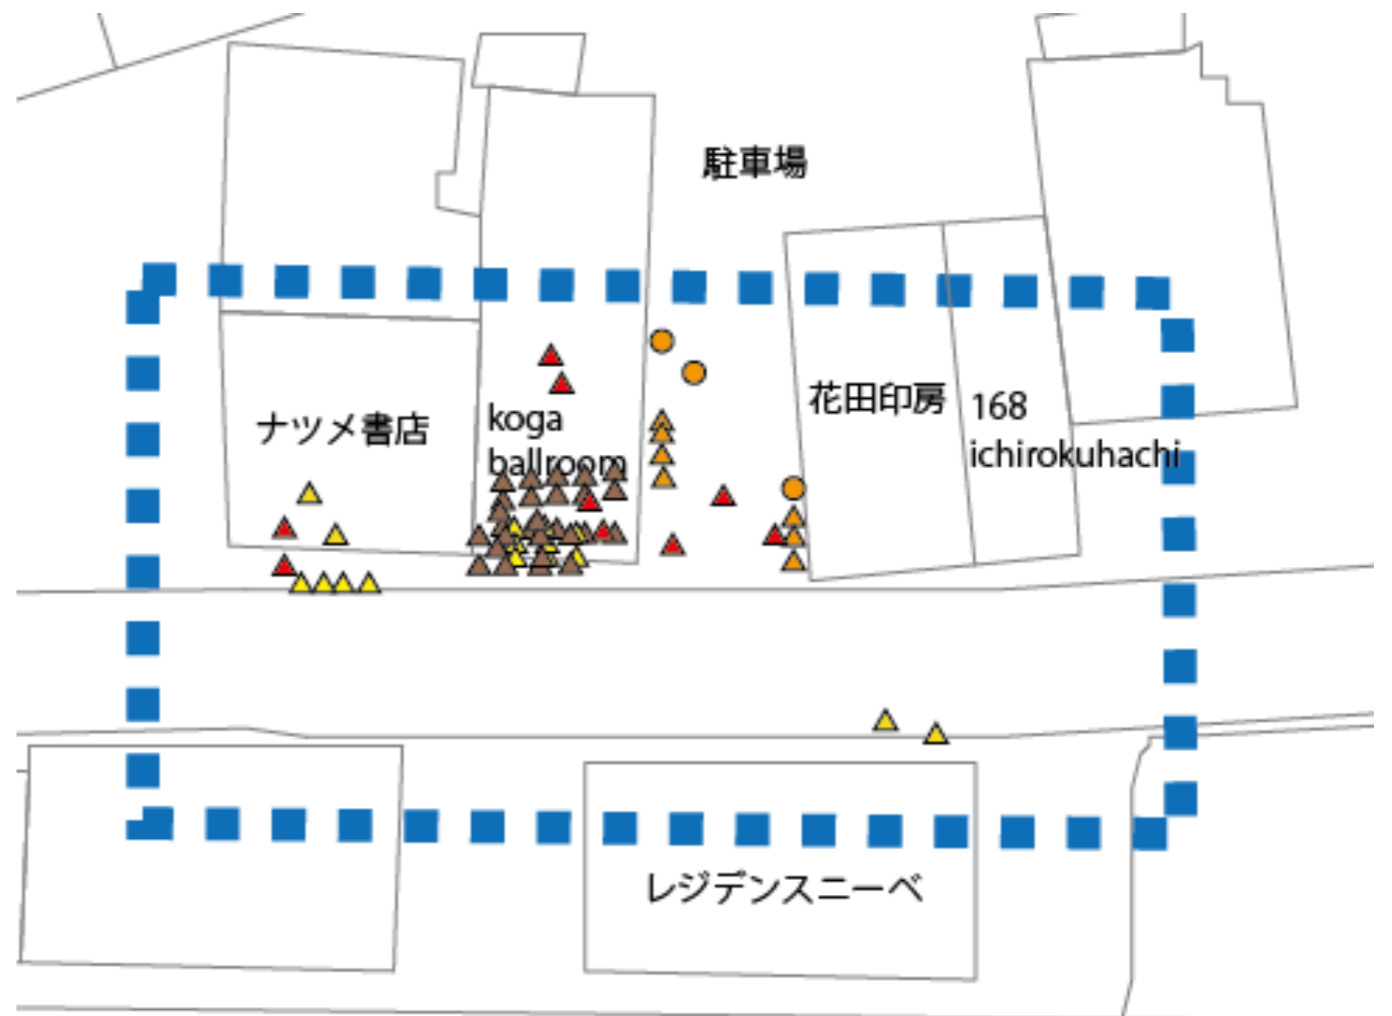 駐車場
ナツメ書店
koga
ballroom
花田印房
168
ichirokuhachi
レジデンスニーベ